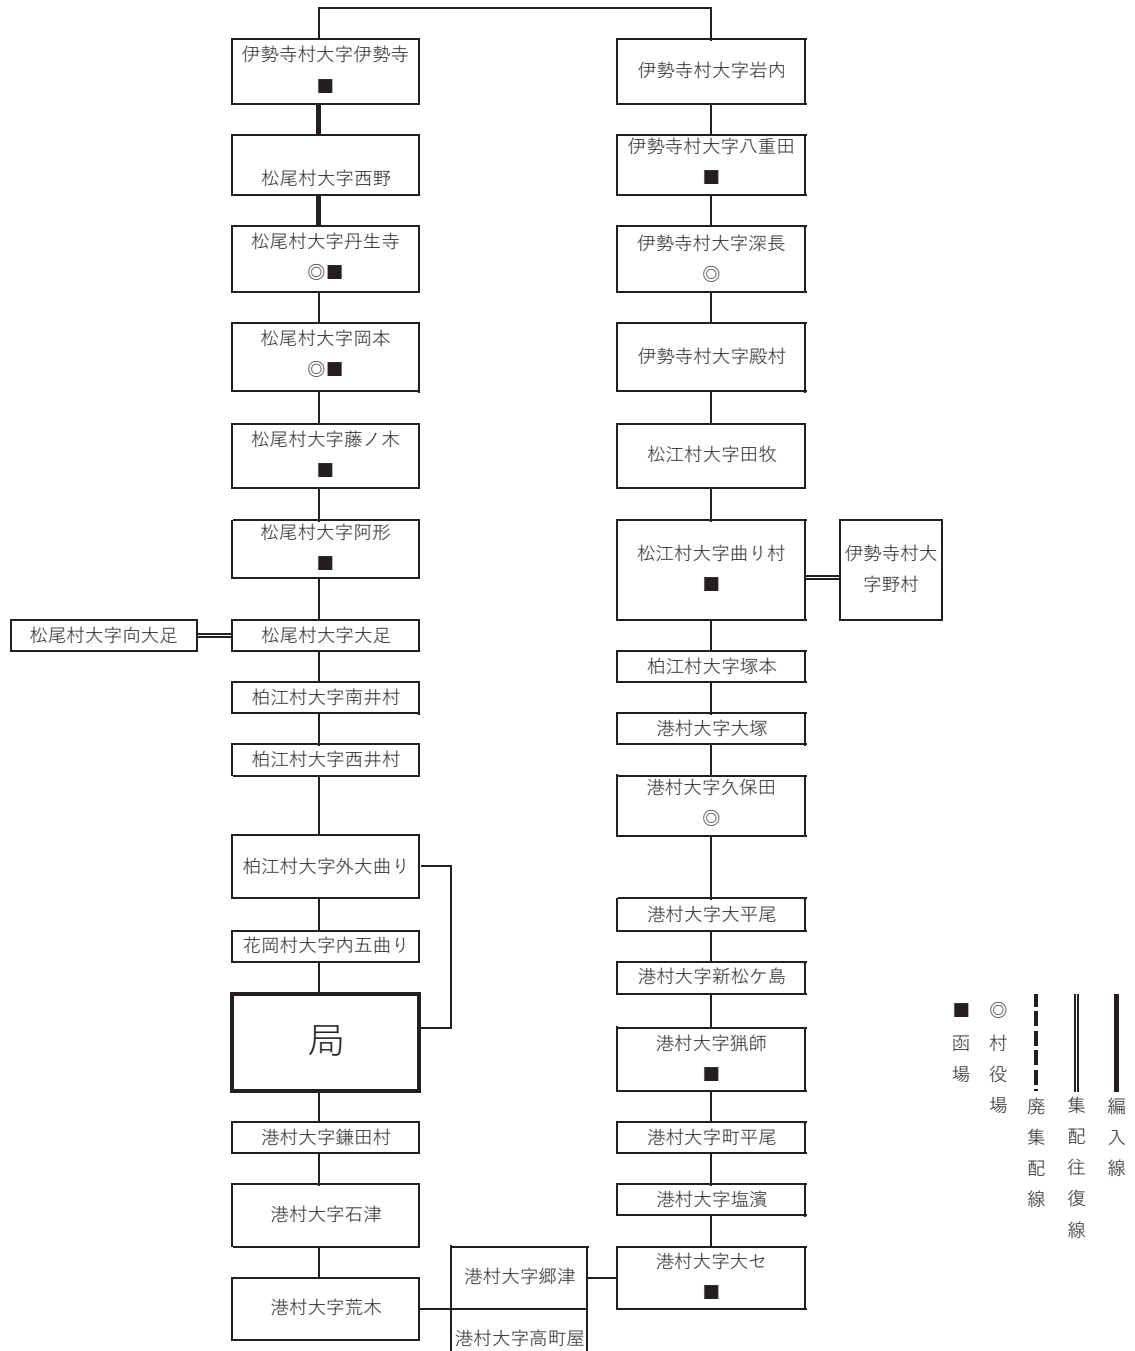 伊勢寺村大字伊勢寺
■
松尾村大字西野
松尾村大字丹生寺
◎■
松尾村大字岡本
◎■
松尾村大字藤ノ木
■
松尾村大字阿形
■
松尾村大字向大足
松尾村大字大足
柏江村大字南井村
柏江村大字西井村
柏江村大字外大曲り
花岡村大字内五曲り
局
港村大字鎌田村
港村大字石津
港村大字荒木
港村大字郷津
港村大字高町屋
伊勢寺村大字岩内
伊勢寺村大字八重田
■
伊勢寺村大字深長
◎
伊勢寺村大字殿村
松江村大字田牧
松江村大字曲り村
■
伊勢寺村大
字野村
柏江村大字塚本
港村大字大塚
港村大字久保田
◎
港村大字大平尾
港村大字新松ケ島
港村大字猟師
■
港村大字町平尾
港村大字塩濱
港村大字大セ
■
編入線
集配往復線
廃集配線
◎村役場
■函場